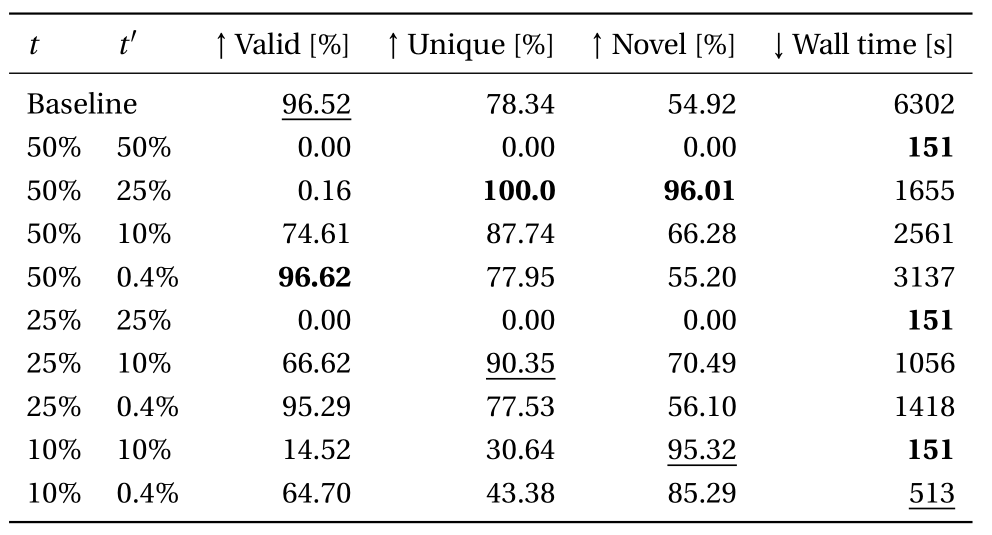 t t′ ↑ Valid [%] ↑ Unique [%] ↑ Novel [%] ↓ Wall time [s]
Baseline 96.52 78.34 54.92 6302
50% 50% 0.00 0.00 0.00 151
50% 25% 0.16 100.0 96.01 1655
50% 10% 74.61 87.74 66.28 2561
50% 0.4% 96.62 77.95 55.20 3137
25% 25% 0.00 0.00 0.00 151
25% 10% 66.62 90.35 70.49 1056
25% 0.4% 95.29 77.53 56.10 1418
10% 10% 14.52 30.64 95.32 151
10% 0.4% 64.70 43.38 85.29 513